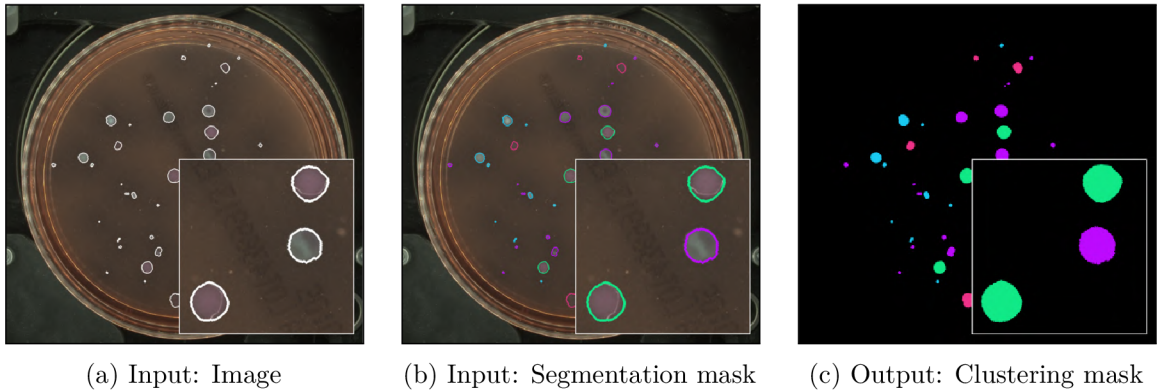 (a) Input: Image
(b) Input: Segmentation mask
(c) Output: Clustering mask